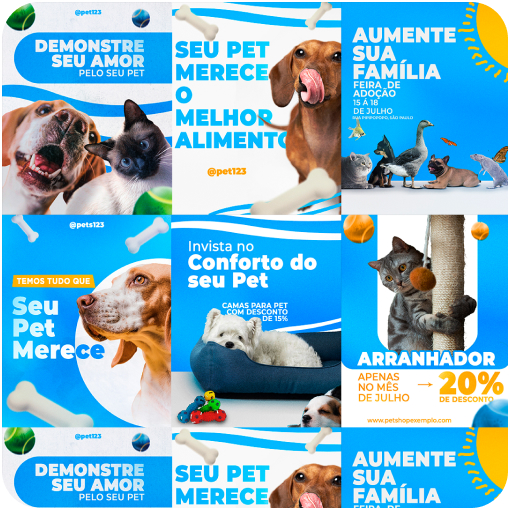 @pet123
DEMONSTRE
SEU AMOR
PELO SEU PET
SEU PET
MERECE
O
MELHOR
ALIMENTO
@pet123
AUMENTE
SUA
FAMÍLIA
FEIRA DE
ADOÇÃO
15 Á 18
DE JULHO
SÃO PAULO
@pets123
TEMOS TUDO QUE
Seu
Pet
Merece
Invista no
Conforto do
seu Pet
CAMAS PARA PET
COM DESCONTO
DE 15%
ARRANHADOR
APENAS
NO MÊS
DE JULHO
20%
DE DESCONTO
www.petshopexemplo.com
@pet123
DEMONSTRE
SEU AMOR
PELO SEU PET
SEU PET
MERECE
AUMENTE
SUA
FAMÍLIA